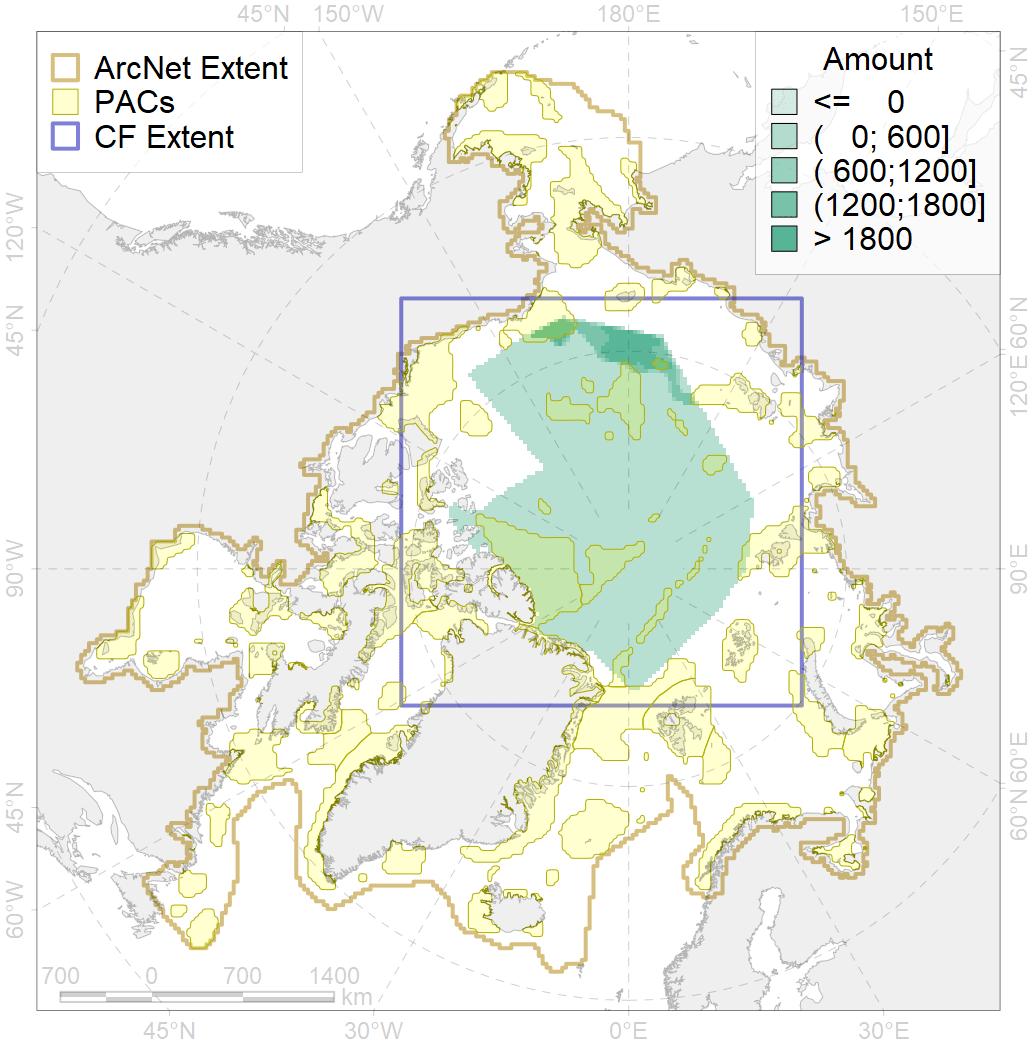 45°N 150°W 180°E 150°E
ArcNet Extent
PACs
CF Extent
Amount
<= 0
( 0; 600]
( 600;1200]
(1200;1800]
> 1800
45°N
120°W
60°N
45°N
120°E
90°W
90°E
60°E
45°N
60°N
60°W
700 0 700 1400
km
45°N 30°W 0°E 30°E